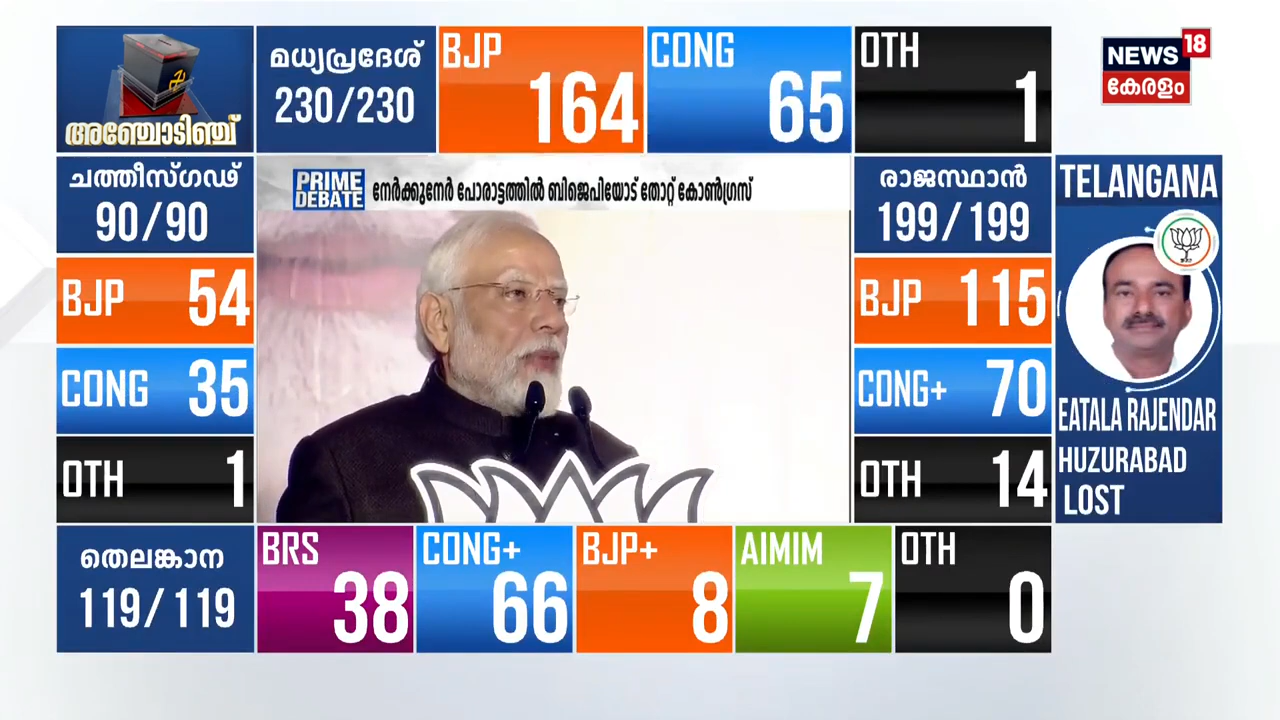 അഞ്ചോടിഞ്ച്
മധ്യപ്രദേശ്
230/230
BJP
164
CONG
65
OTH
1
NEWS 18
കേരളം
ചത്തീസ്ഗഢ്
90/90
BJP 54
CONG 35
OTH 1
PRIME
DEBATE
നേർക്കുനേർ പോരാട്ടത്തിൽ ബിജെപിയോട് തോറ്റ് കോൺഗ്രസ്
രാജസ്ഥാൻ
199/199
BJP 115
CONG+ 70
OTH 14
TELANGANA
EATALA RAJENDAR
HUZURABAD
LOST
തെലങ്കാന
119/119
BRS
38
CONG+
66
BJP+
8
AIMIM
7
OTH
0